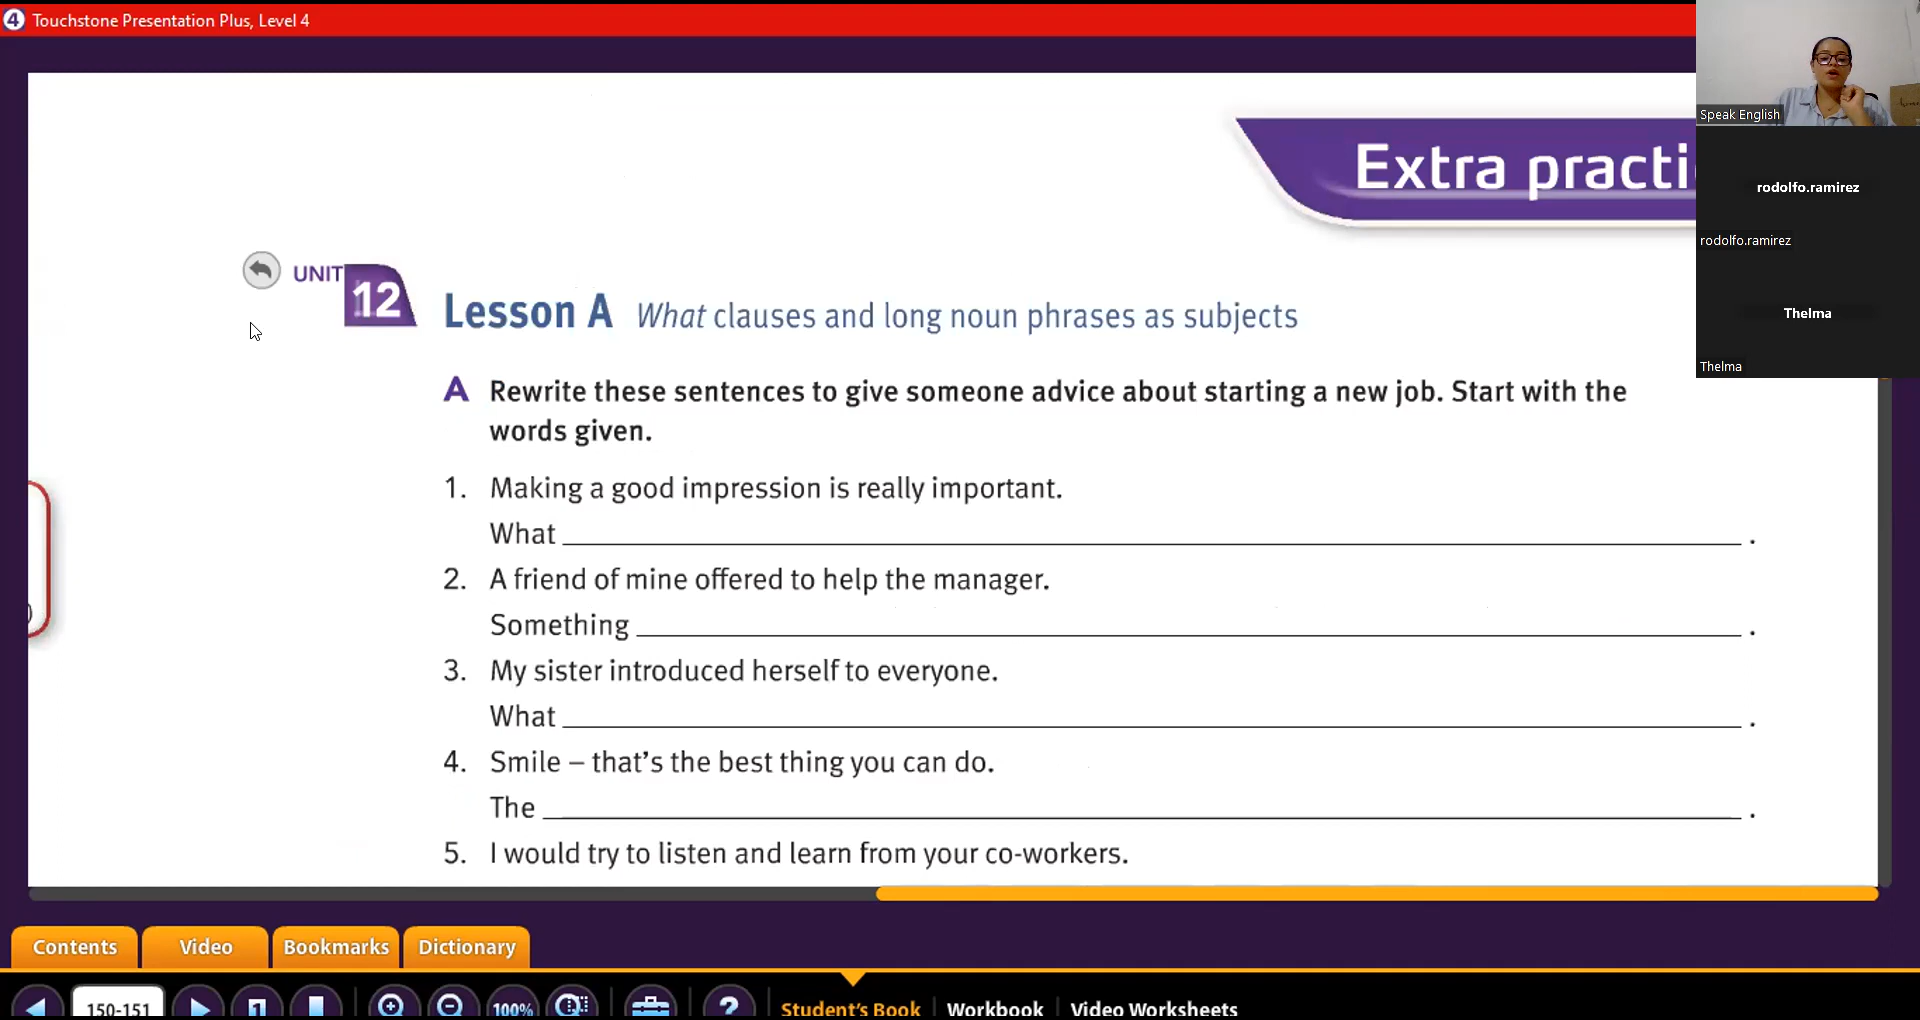 4 Touchstone Presentation Plus, Level 4
Speak English
rodolfo.ramirez
rodolfo.ramirez
Thelma
Thelma
Extra practi
UNIT 12
Lesson A What clauses and long noun phrases as subjects
A Rewrite these sentences to give someone advice about starting a new job. Start with the
words given.
1. Making a good impression is really important.
What ______ .
2. A friend of mine offered to help the manager.
Something ______ .
3. My sister introduced herself to everyone.
What ______ .
4. Smile – that's the best thing you can do.
The ______ .
5. I would try to listen and learn from your co-workers.
)
Contents Video Bookmarks Dictionary
150-151 100% ? Student's Book Workbook Video Worksheets